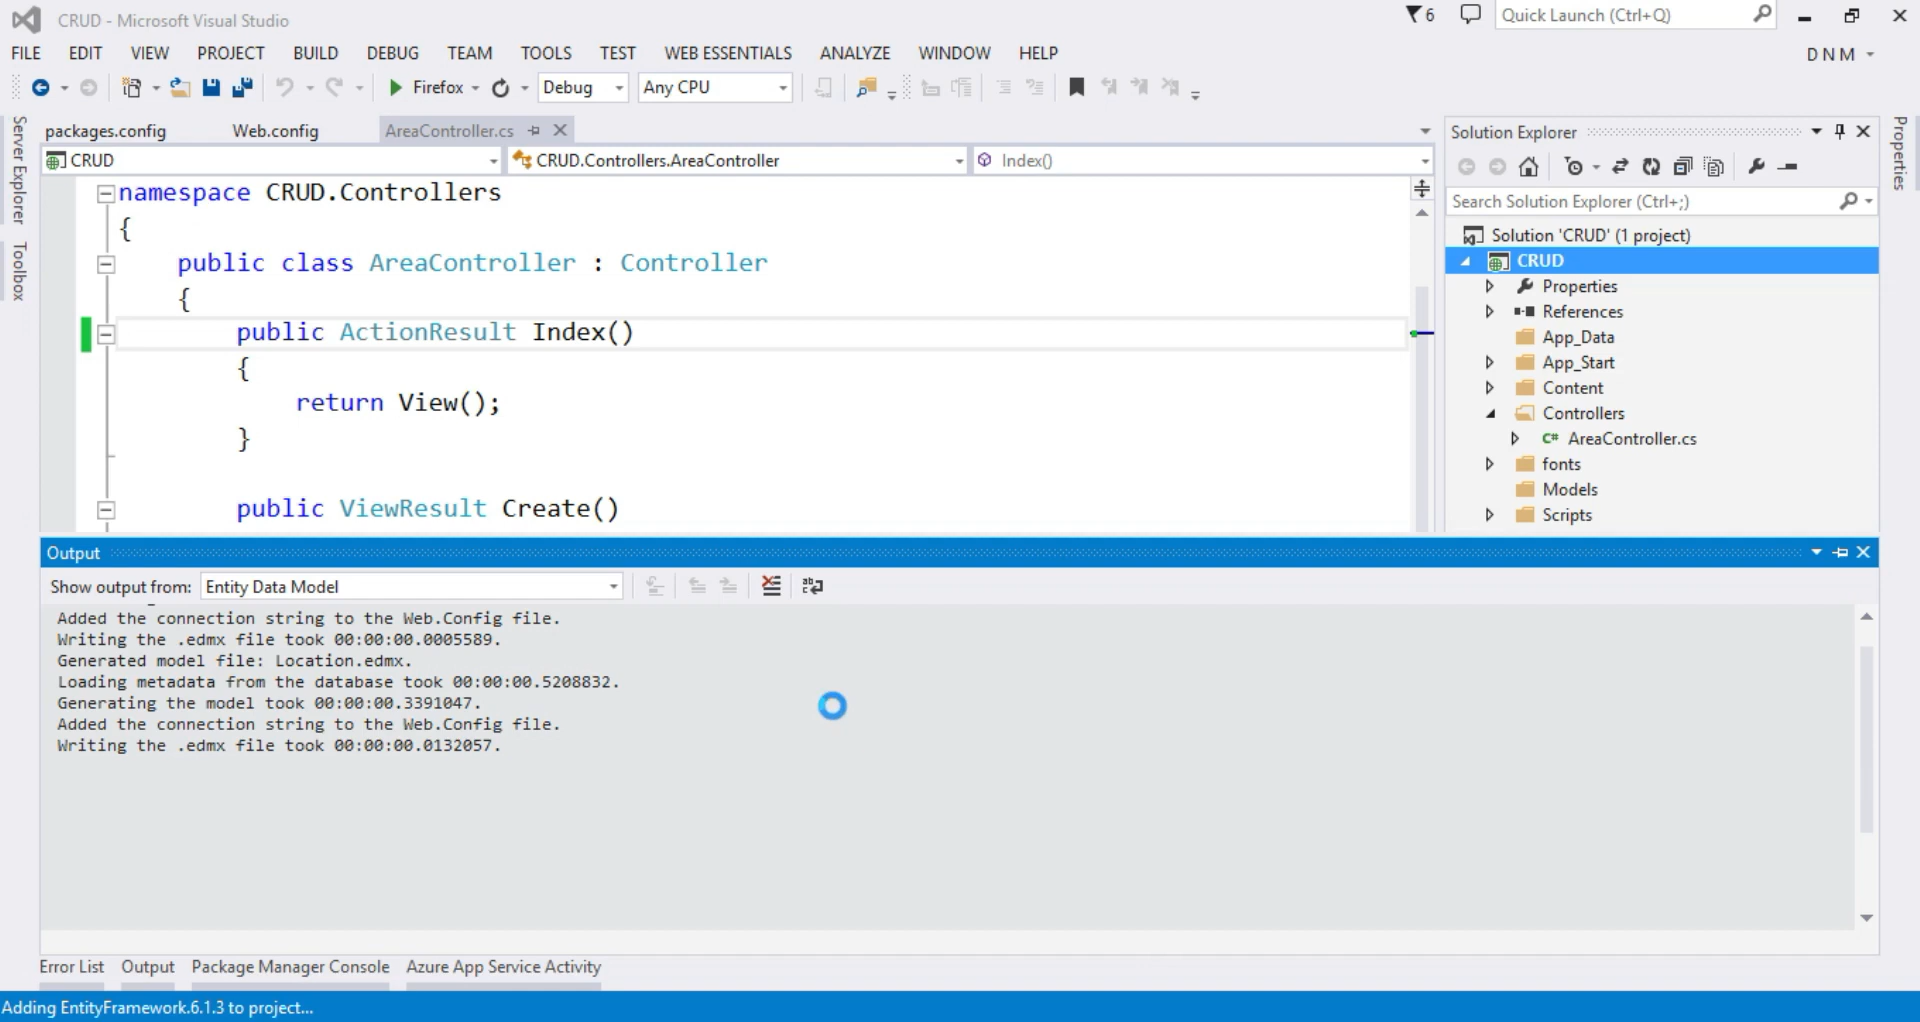 CRUD - Microsoft Visual Studio
6
Quick Launch (Ctrl+Q)
FILE EDIT VIEW PROJECT BUILD DEBUG TEAM TOOLS TEST WEB ESSENTIALS ANALYZE WINDOW HELP
D N M
Firefox Debug Any CPU
Server Explorer
Toolbox
packages.config Web.config AreaController.cs
CRUD CRUD.Controllers.AreaController Index()
namespace CRUD.Controllers
{
public class AreaController : Controller
{
public ActionResult Index()
{
return View();
}
public ViewResult Create()
Solution Explorer
Search Solution Explorer (Ctrl+;)
Solution 'CRUD' (1 project)
CRUD
Properties
References
App_Data
App_Start
Content
Controllers
C# AreaController.cs
fonts
Models
Scripts
Properties
Output
Show output from: Entity Data Model
Added the connection string to the Web.Config file.
Writing the .edmx file took 00:00:00.0005589.
Generated model file: Location.edmx.
Loading metadata from the database took 00:00:00.5208832.
Generating the model took 00:00:00.3391047.
Added the connection string to the Web.Config file.
Writing the .edmx file took 00:00:00.0132057.
Error List Output Package Manager Console Azure App Service Activity
Adding EntityFramework.6.1.3 to project...